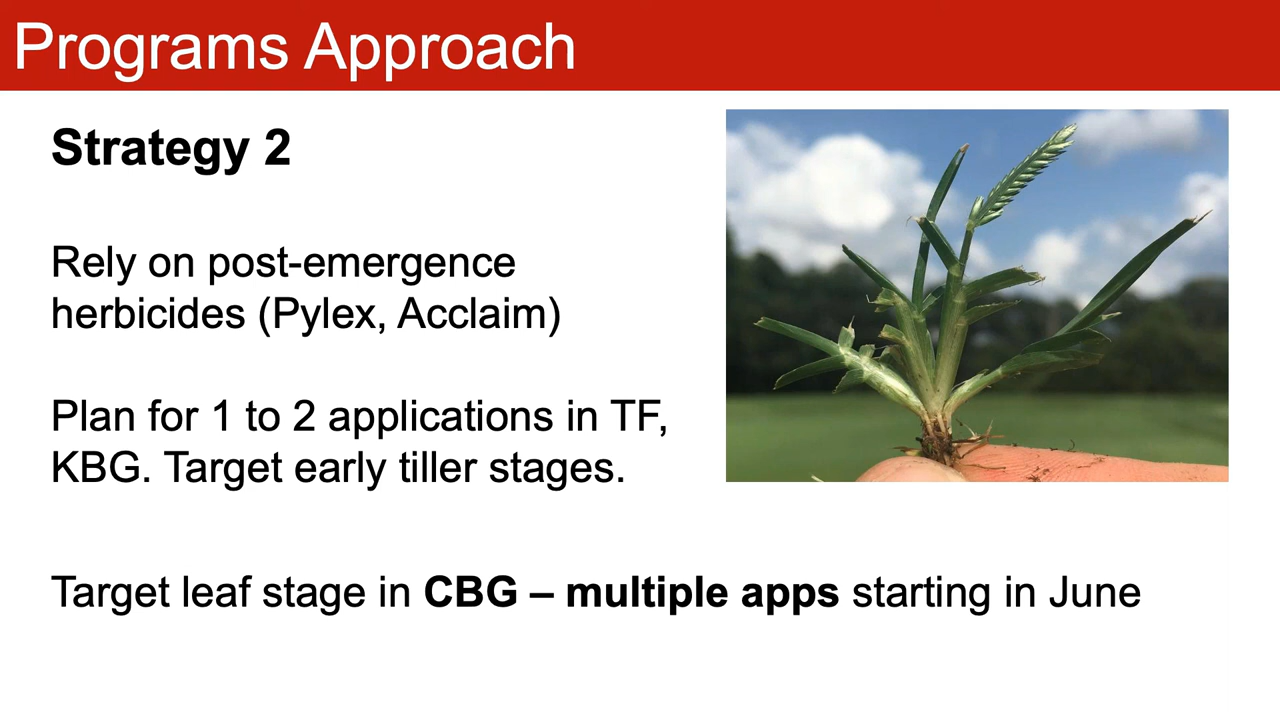 Programs Approach
Strategy 2
Rely on post-emergence
herbicides (Pylex, Acclaim)
Plan for 1 to 2 applications in TF,
KBG. Target early tiller stages.
Target leaf stage in CBG – multiple apps starting in June